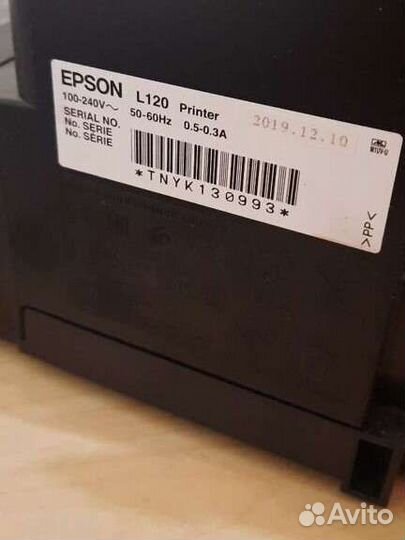 EPSON L120 Printer
2019.12.10
100-240V~ 50-60Hz 0.5-0.3A
SERIAL NO.
No. SERIE
No. SÉRIE
M1UV-U
*TNYK130993*
>PP<
Avito